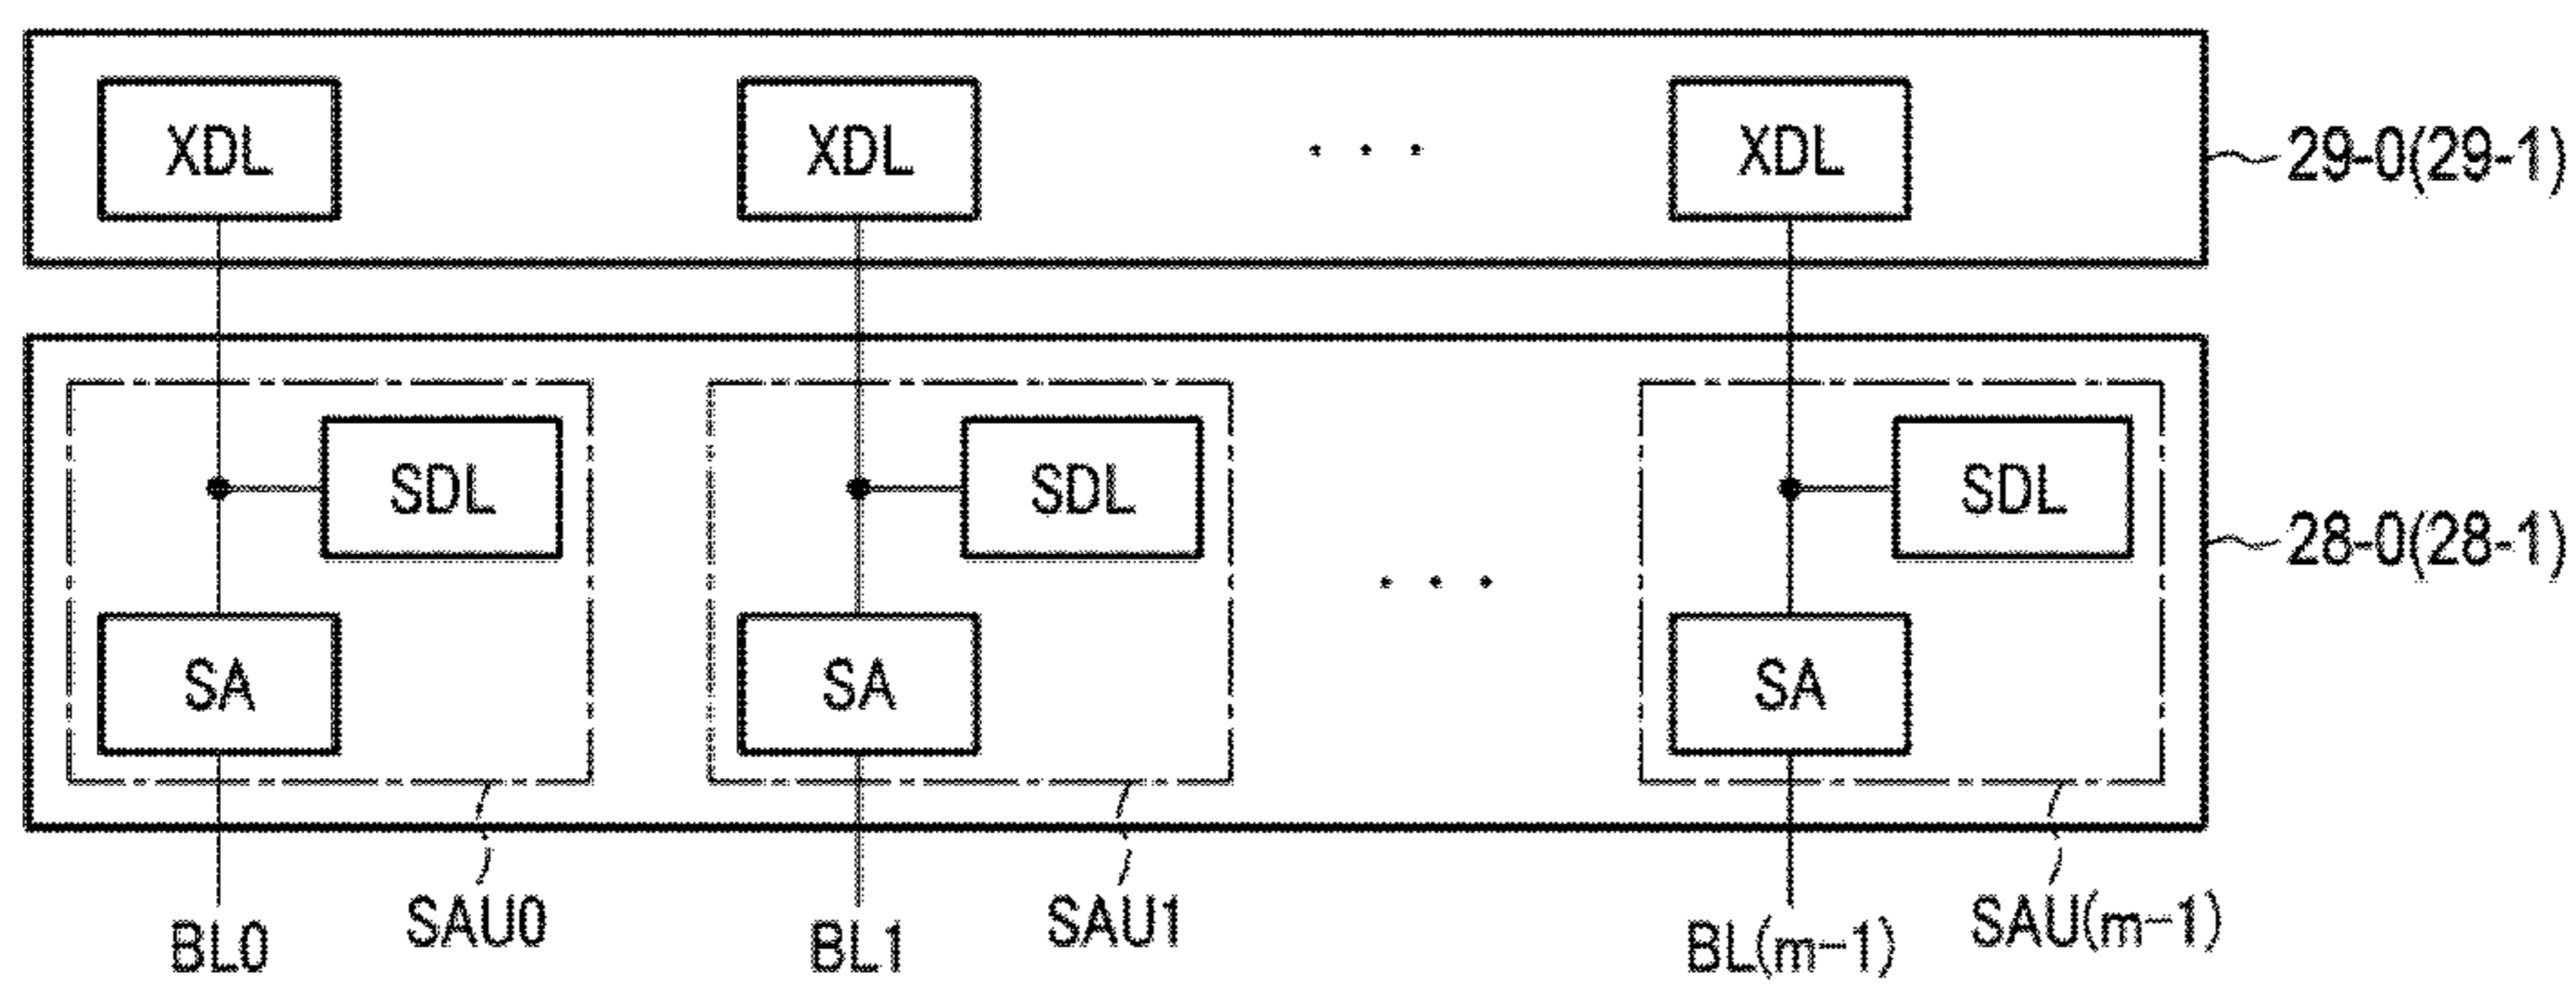 XDL XDL · · · XDL 29-0(29-1)
SDL SDL SDL 28-0(28-1)
· · ·
SA SA SA
BL0 SAU0 BL1 SAU1 BL(m-1) SAU(m-1)